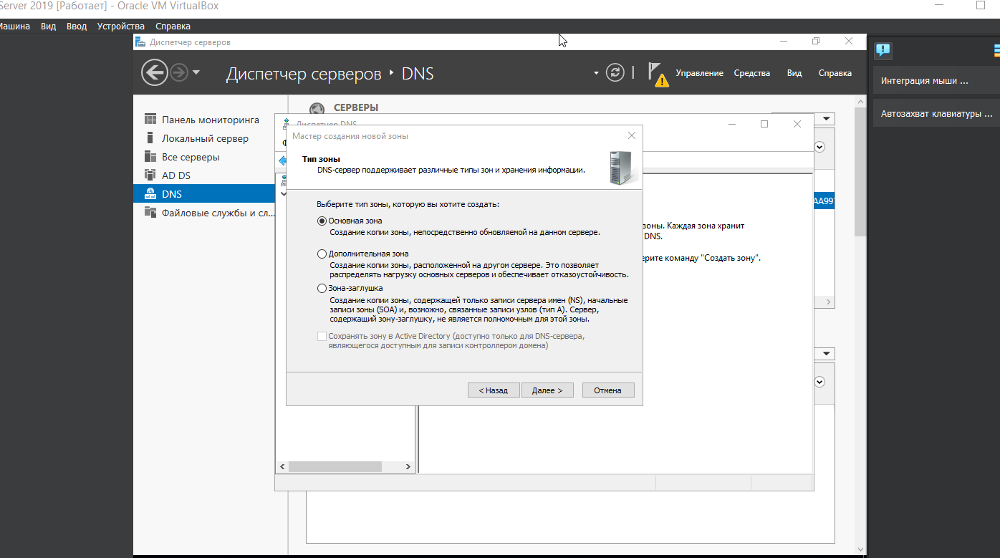 Server 2019 [Работает] - Oracle VM VirtualBox
Машина Вид Ввод Устройства Справка
Диспетчер серверов
Диспетчер серверов DNS
Управление Средства Вид Справка
Интеграция мыши ...
Автозахват клавиатуры ...
Панель мониторинга
Локальный сервер
Все серверы
AD DS
DNS
Файловые службы и сл...
СЕРВЕРЫ
Диспетчер DNS
Мастер создания новой зоны
Тип зоны
DNS-сервер поддерживает различные типы зон и хранения информации.
Выберите тип зоны, которую вы хотите создать:
Основная зона
Создание копии зоны, непосредственно обновляемой на данном сервере.
Дополнительная зона
Создание копии зоны, расположенной на другом сервере. Это позволяет
распределять нагрузку основных серверов и обеспечивает отказоустойчивость.
Зона-заглушка
Создание копии зоны, содержащей только записи сервера имен (NS), начальные
записи зоны (SOA) и, возможно, связанные записи узлов (тип A). Сервер,
содержащий зону-заглушку, не является полномочным для этой зоны.
Сохранять зону в Active Directory (доступно только для DNS-сервера,
являющегося доступным для записи контроллером домена)
< Назад Далее > Отмена
AA99
зоны. Каждая зона хранит
DNS.
ерите команду "Создать зону".